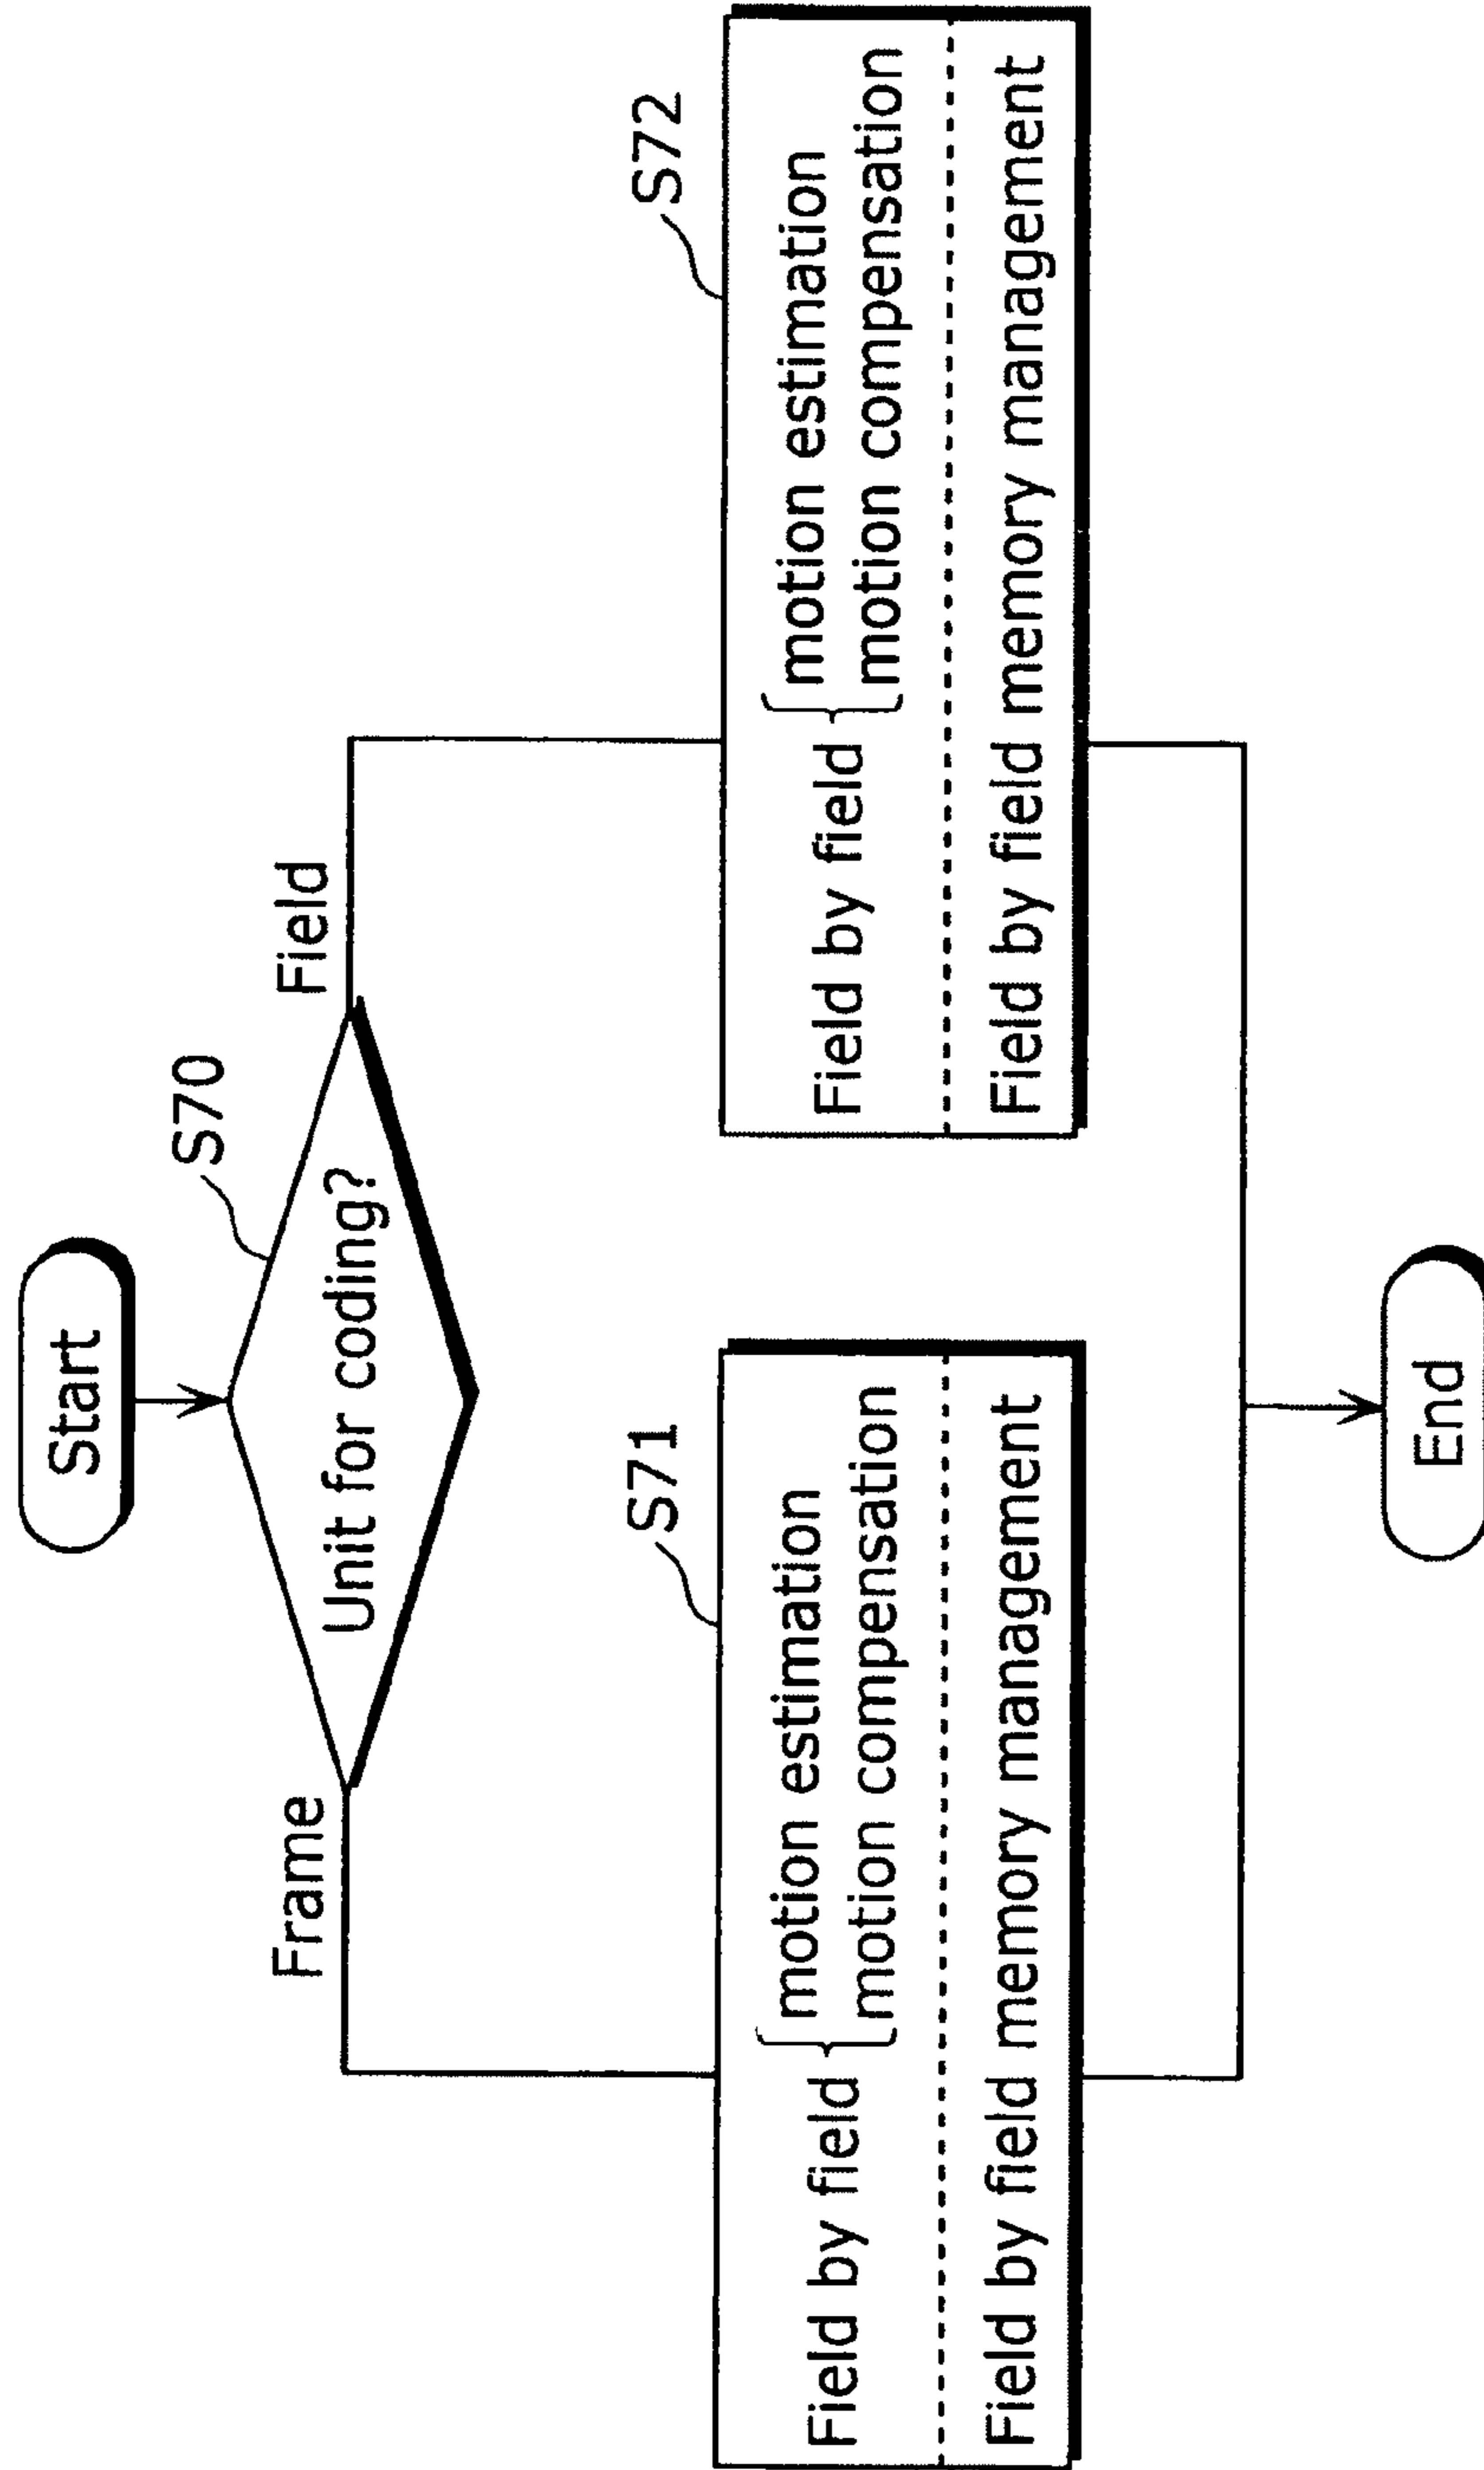 Start
S70
Unit for coding?
Frame
Field
S71
Field by field { motion estimation
motion compensation
Field by field memory management
S72
Field by field { motion estimation
motion compensation
Field by field memory management
End